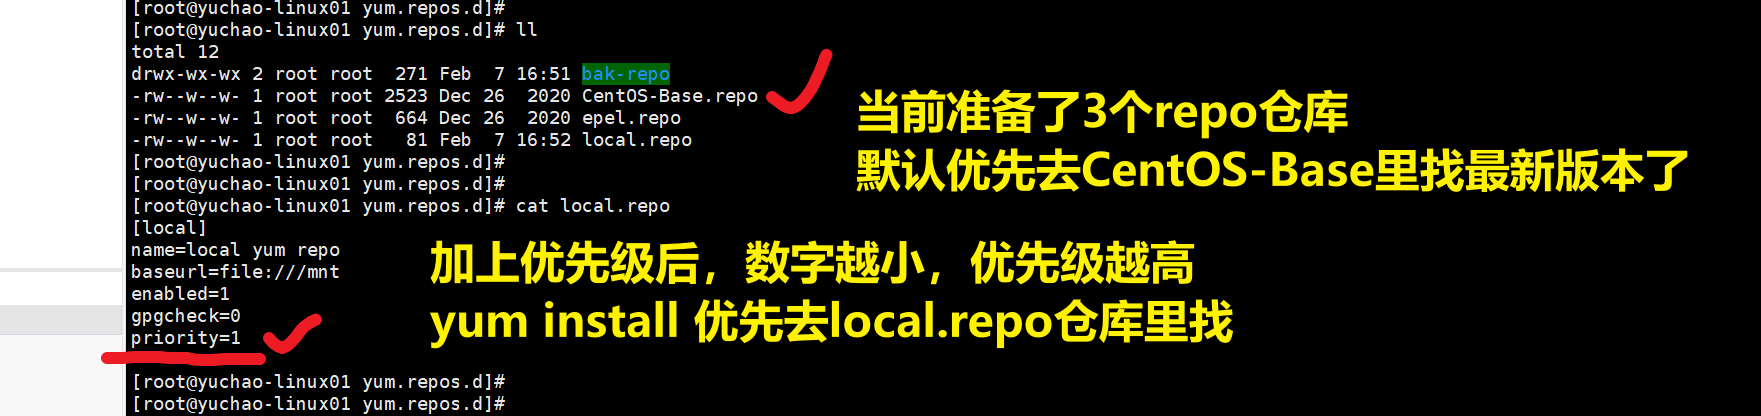 [root@yuchao-linux01 yum.repos.d]#
[root@yuchao-linux01 yum.repos.d]# ll
total 12
drwx-wx-wx 2 root root  271 Feb  7 16:51 bak-repo
-rw--w--w- 1 root root 2523 Dec 26  2020 CentOS-Base.repo
-rw--w--w- 1 root root  664 Dec 26  2020 epel.repo
-rw--w--w- 1 root root   81 Feb  7 16:52 local.repo
当前准备了3个repo仓库
默认优先去CentOS-Base里找最新版本了
[root@yuchao-linux01 yum.repos.d]#
[root@yuchao-linux01 yum.repos.d]#
[root@yuchao-linux01 yum.repos.d]# cat local.repo
[local]
name=local yum repo
baseurl=file:///mnt
enabled=1
gpgcheck=0
priority=1
加上优先级后，数字越小，优先级越高
yum install 优先去local.repo仓库里找
[root@yuchao-linux01 yum.repos.d]#
[root@yuchao-linux01 yum.repos.d]#